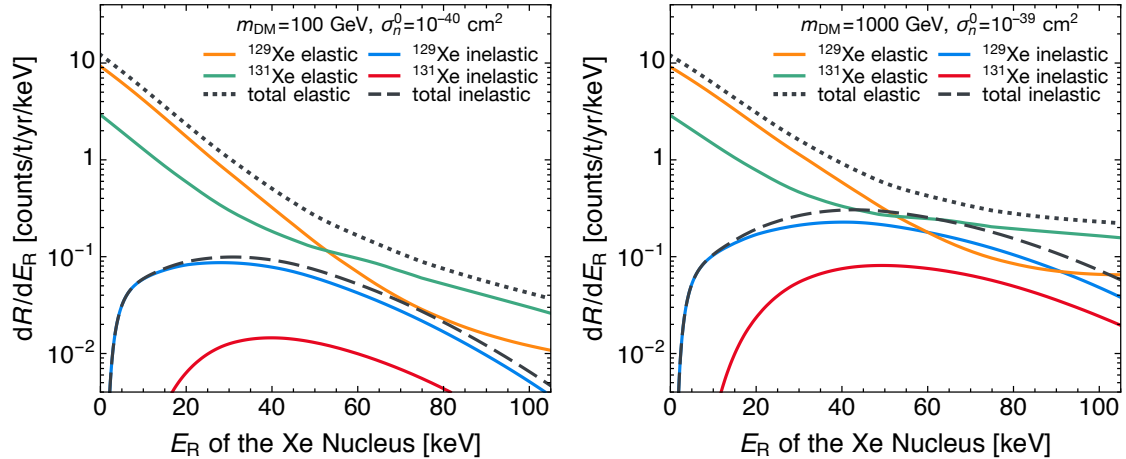 m_DM=100 GeV, σ_n^0=10^−40 cm^2
^129Xe elastic ^129Xe inelastic
^131Xe elastic ^131Xe inelastic
total elastic total inelastic
dR/dE_R [counts/t/yr/keV]
10
1
10^−1
10^−2
0 20 40 60 80 100
E_R of the Xe Nucleus [keV]
m_DM=1000 GeV, σ_n^0=10^−39 cm^2
^129Xe elastic ^129Xe inelastic
^131Xe elastic ^131Xe inelastic
total elastic total inelastic
dR/dE_R [counts/t/yr/keV]
10
1
10^−1
10^−2
0 20 40 60 80 100
E_R of the Xe Nucleus [keV]